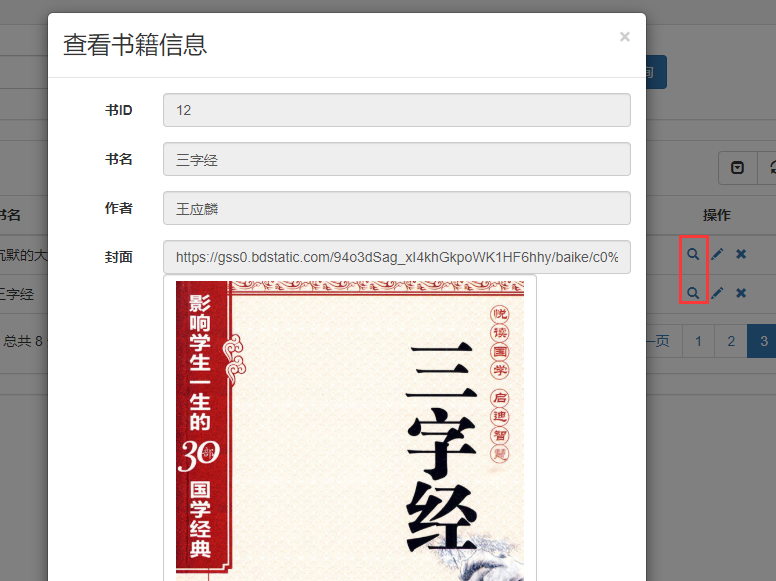 查看书籍信息
×
询
书ID
12
书名
三字经
作者
王应麟
封面
https://gss0.bdstatic.com/94o3dSag_xI4khGkpoWK1HF6hhy/baike/c0%
影响学生一生的
30部
国学经典
三字经
悦读国学
启迪智慧
书名
操作
沉默的大
三字经
总共 8
一页
1
2
3